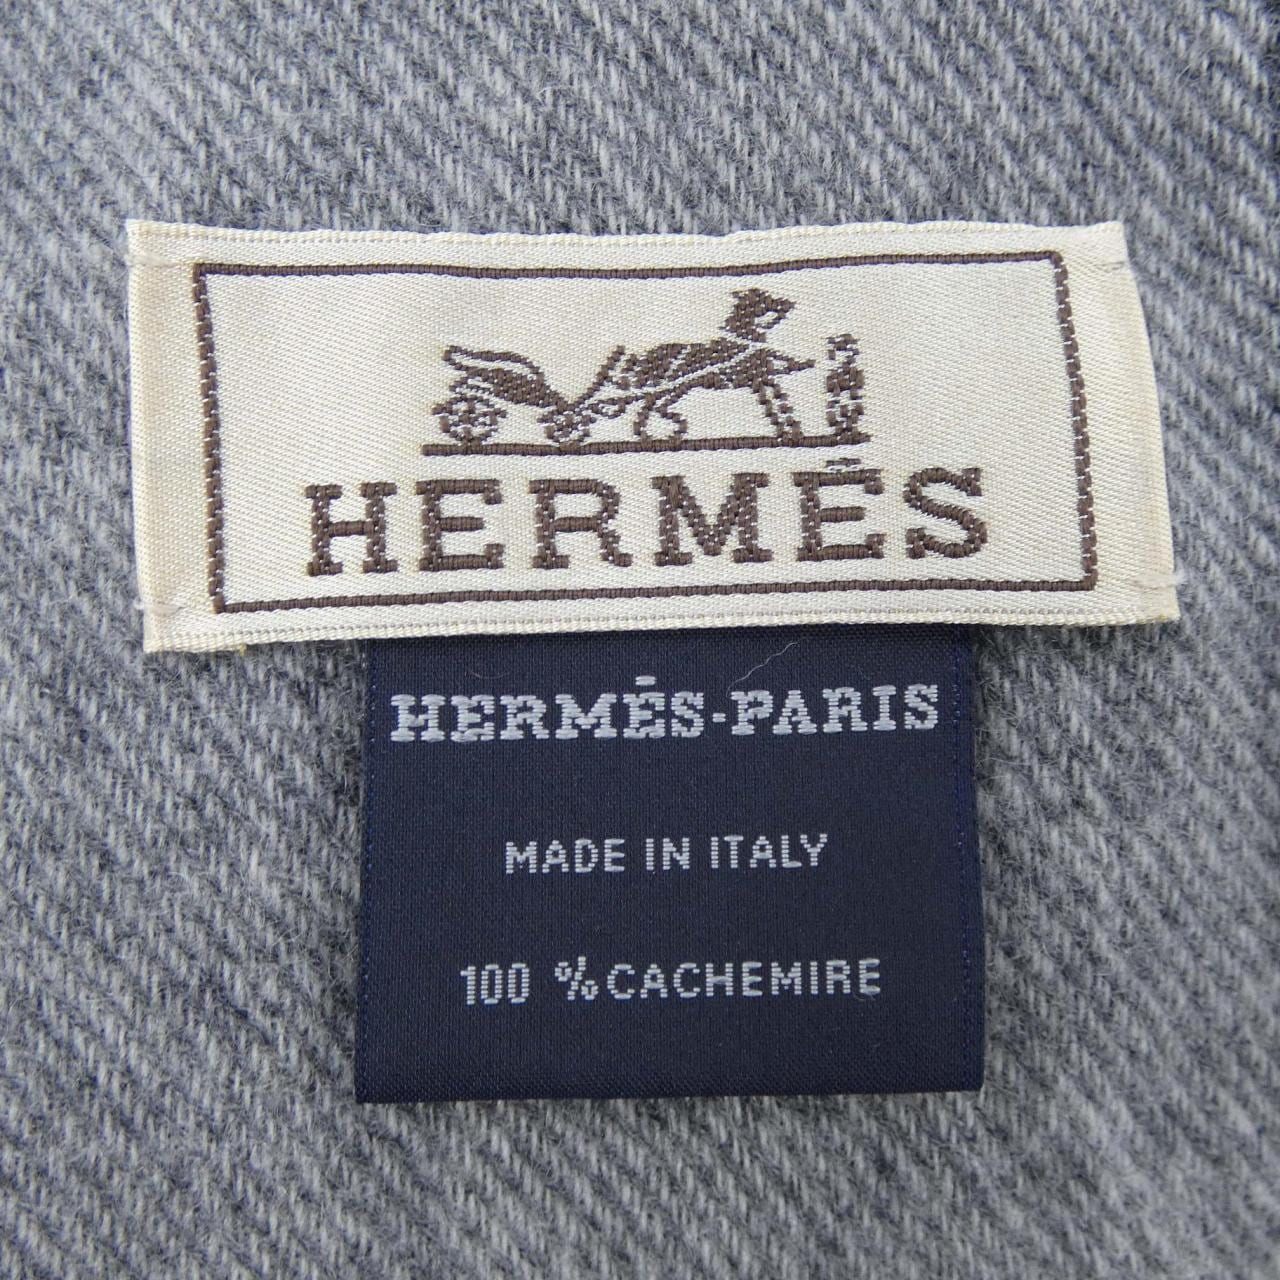 HERMÈS
HERMÈS-PARIS
MADE IN ITALY
100 %CACHEMIRE